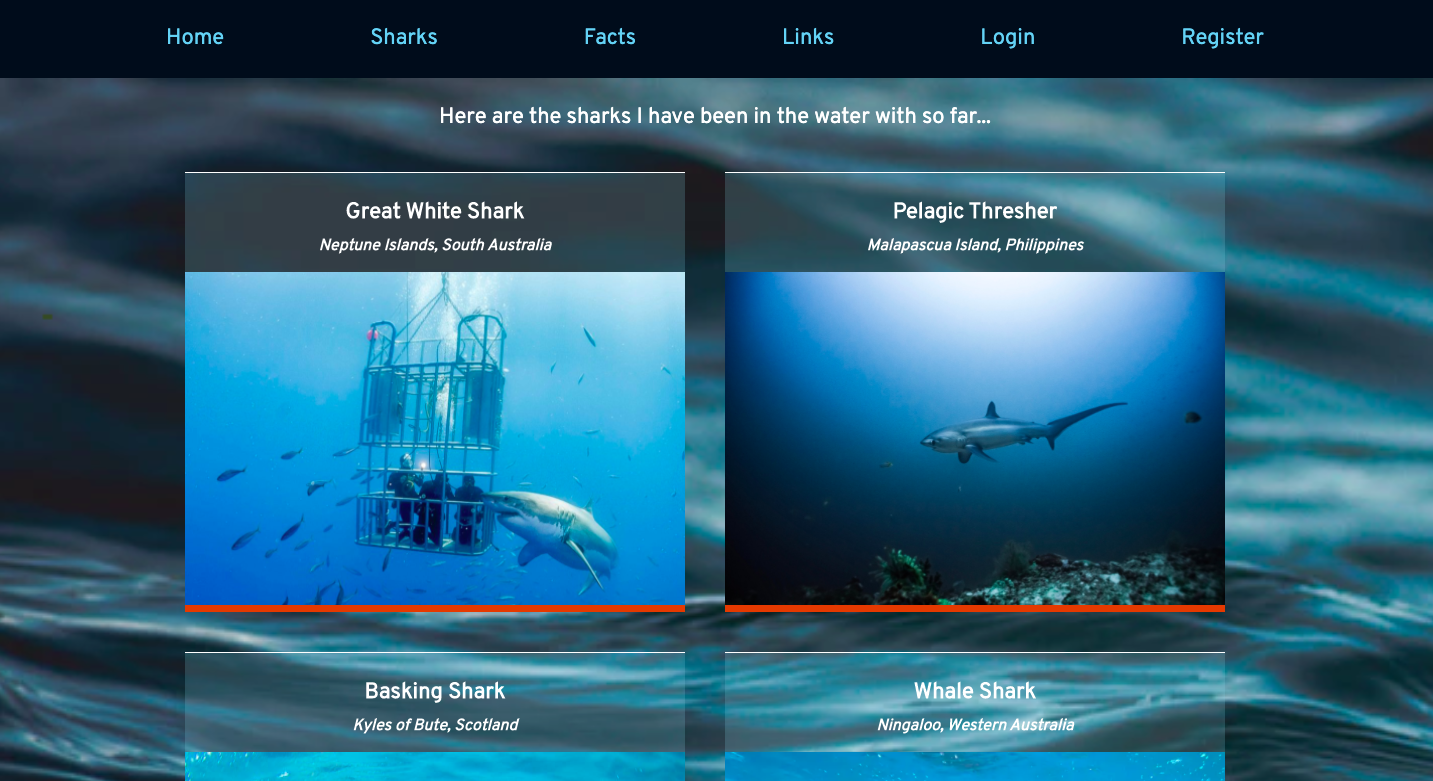 Home Sharks Facts Links Login Register
Here are the sharks I have been in the water with so far...
Great White Shark
Neptune Islands, South Australia
Pelagic Thresher
Malapascua Island, Philippines
Basking Shark
Kyles of Bute, Scotland
Whale Shark
Ningaloo, Western Australia